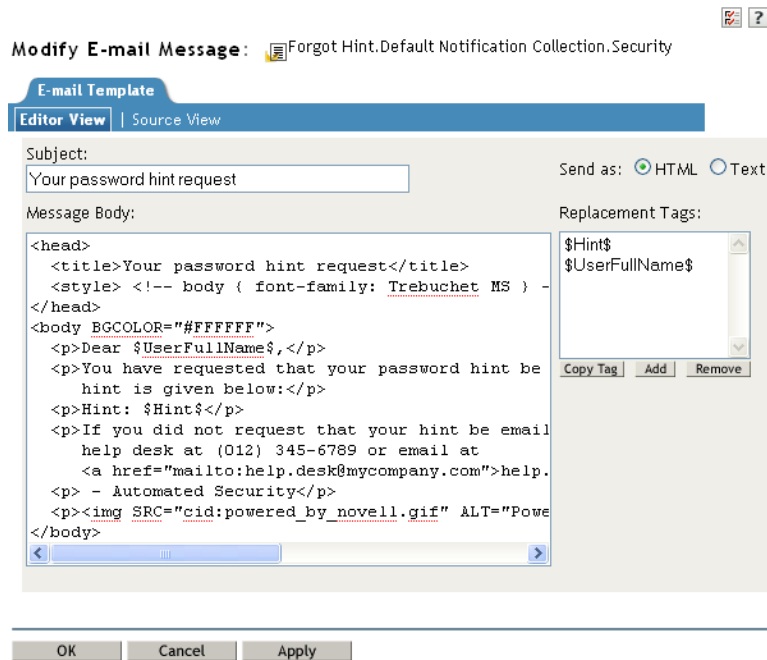 ?
Modify E-mail Message: Forgot Hint.Default Notification Collection.Security
E-mail Template
Editor View | Source View
Subject:
Your password hint request
Send as: HTML Text
Message Body:
<head>
<title>Your password hint request</title>
<style> <!-- body { font-family: Trebuchet MS } -
</head>
<body BGCOLOR="#FFFFFF">
<p>Dear $UserFullName$,</p>
<p>You have requested that your password hint be
hint is given below:</p>
<p>Hint: $Hint$</p>
<p>If you did not request that your hint be email
help desk at (012) 345-6789 or email at
<a href="mailto:help.desk@mycompany.com">help.
<p> - Automated Security</p>
<p><img SRC="cid:powered_by_novell.gif" ALT="Powe
</body>
Replacement Tags:
$Hint$
$UserFullName$
Copy Tag Add Remove
OK Cancel Apply